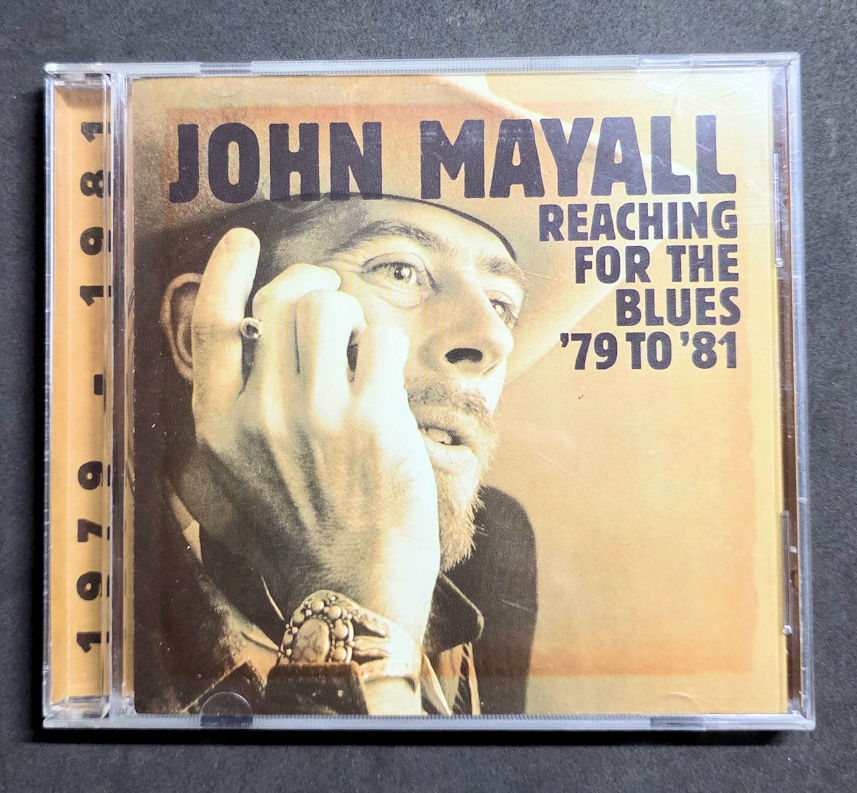 1979 - 1981
JOHN MAYALL
REACHING
FOR THE
BLUES
'79 TO '81